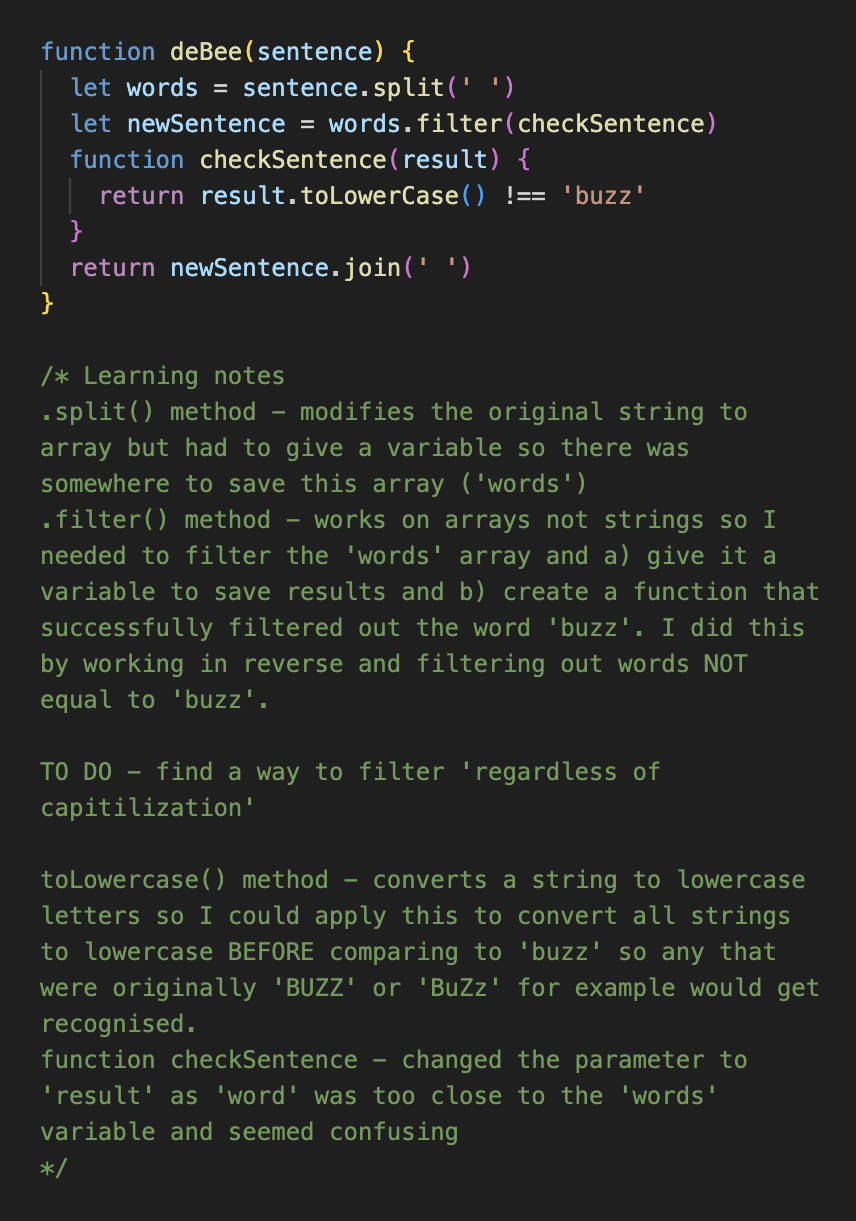 function deBee(sentence) {
  let words = sentence.split(' ')
  let newSentence = words.filter(checkSentence)
  function checkSentence(result) {
    return result.toLowerCase() !== 'buzz'
  }
  return newSentence.join(' ')
}

/* Learning notes
.split() method – modifies the original string to
array but had to give a variable so there was
somewhere to save this array ('words')
.filter() method – works on arrays not strings so I
needed to filter the 'words' array and a) give it a
variable to save results and b) create a function that
successfully filtered out the word 'buzz'. I did this
by working in reverse and filtering out words NOT
equal to 'buzz'.

TO DO – find a way to filter 'regardless of
capitilization'

toLowercase() method – converts a string to lowercase
letters so I could apply this to convert all strings
to lowercase BEFORE comparing to 'buzz' so any that
were originally 'BUZZ' or 'BuZz' for example would get
recognised.
function checkSentence – changed the parameter to
'result' as 'word' was too close to the 'words'
variable and seemed confusing
*/